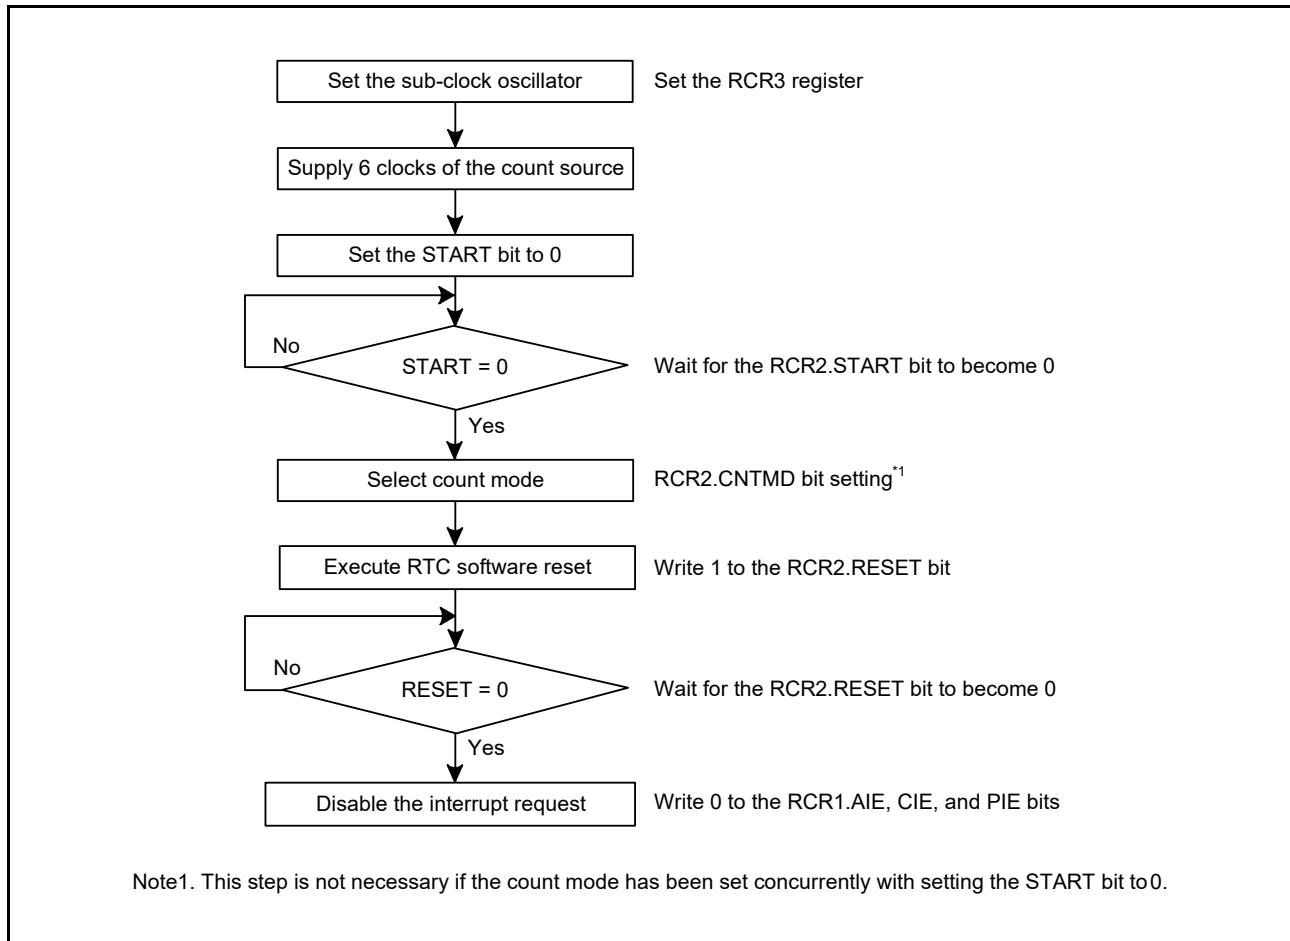 Set the sub-clock oscillator
Set the RCR3 register
Supply 6 clocks of the count source
Set the START bit to 0
No
START = 0
Wait for the RCR2.START bit to become 0
Yes
Select count mode
RCR2.CNTMD bit setting*1
Execute RTC software reset
Write 1 to the RCR2.RESET bit
No
RESET = 0
Wait for the RCR2.RESET bit to become 0
Yes
Disable the interrupt request
Write 0 to the RCR1.AIE, CIE, and PIE bits
Note1. This step is not necessary if the count mode has been set concurrently with setting the START bit to 0.